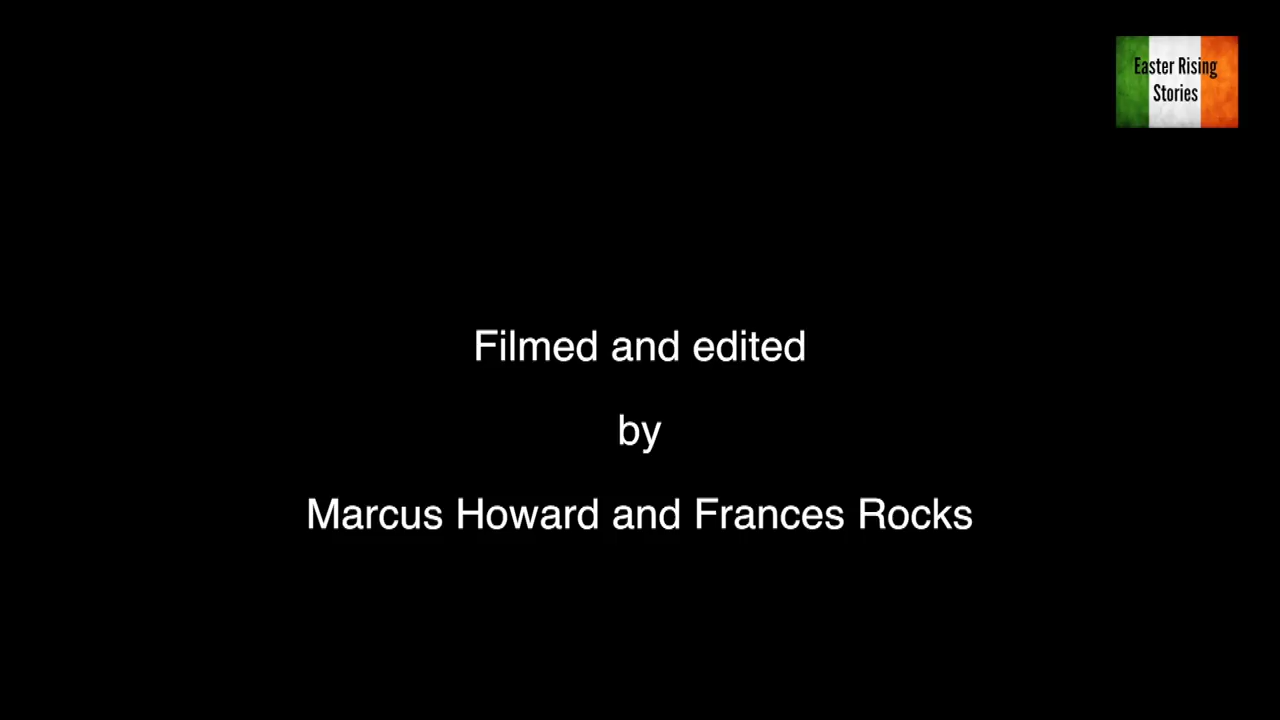 Easter Rising
Stories
Filmed and edited
by
Marcus Howard and Frances Rocks